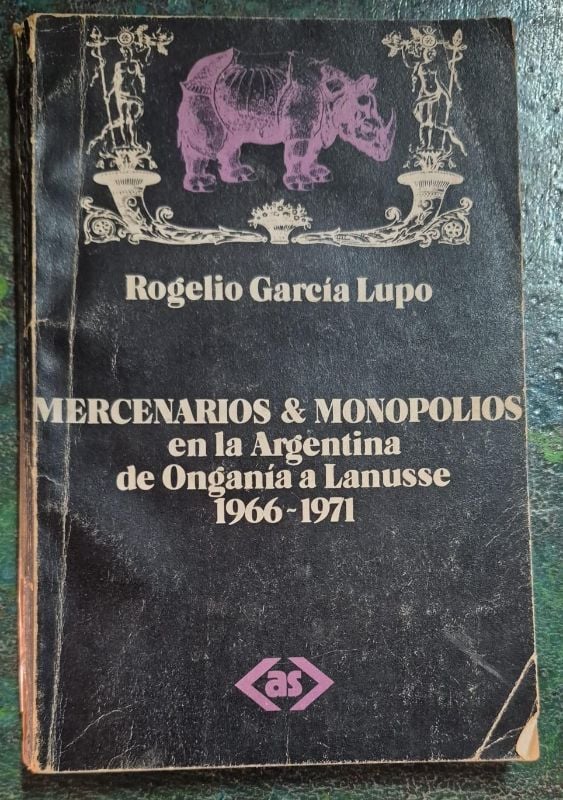 Rogelio García Lupo
MERCENARIOS & MONOPOLIOS
en la Argentina
de Onganía a Lanusse
1966-1971
<as>